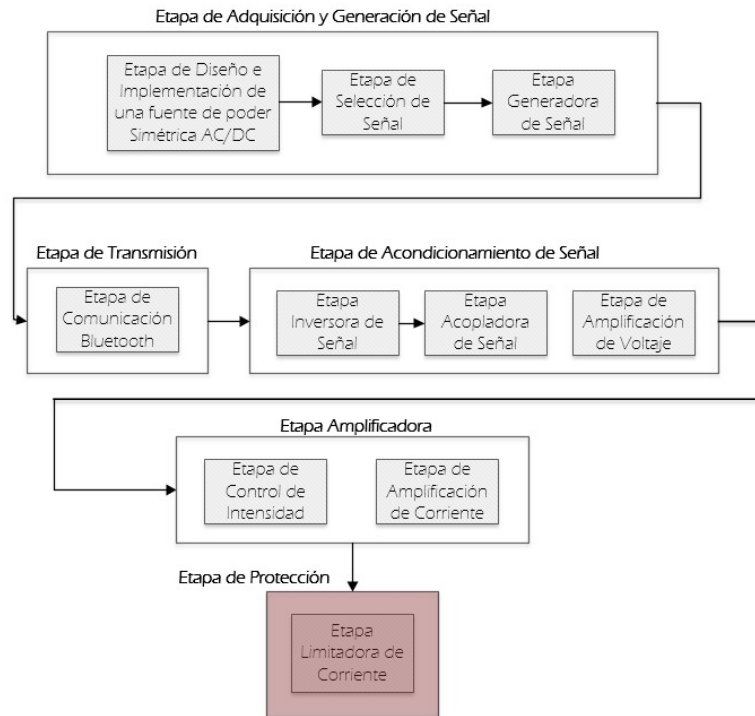 Etapa de Adquisición y Generación de Señal
Etapa de Diseño e
Implementación de
una fuente de poder
Simétrica AC/DC
Etapa de
Selección de
Señal
Etapa
Generadora
de Señal
Etapa de Transmisión
Etapa de
Comunicación
Bluetooth
Etapa de Acondicionamiento de Señal
Etapa
Inversora de
Señal
Etapa
Acopladora
de Señal
Etapa de
Amplificación
de Voltaje
Etapa Amplificadora
Etapa de
Control de
Intensidad
Etapa de
Amplificación
de Corriente
Etapa de Protección
Etapa
Limitadora de
Corriente